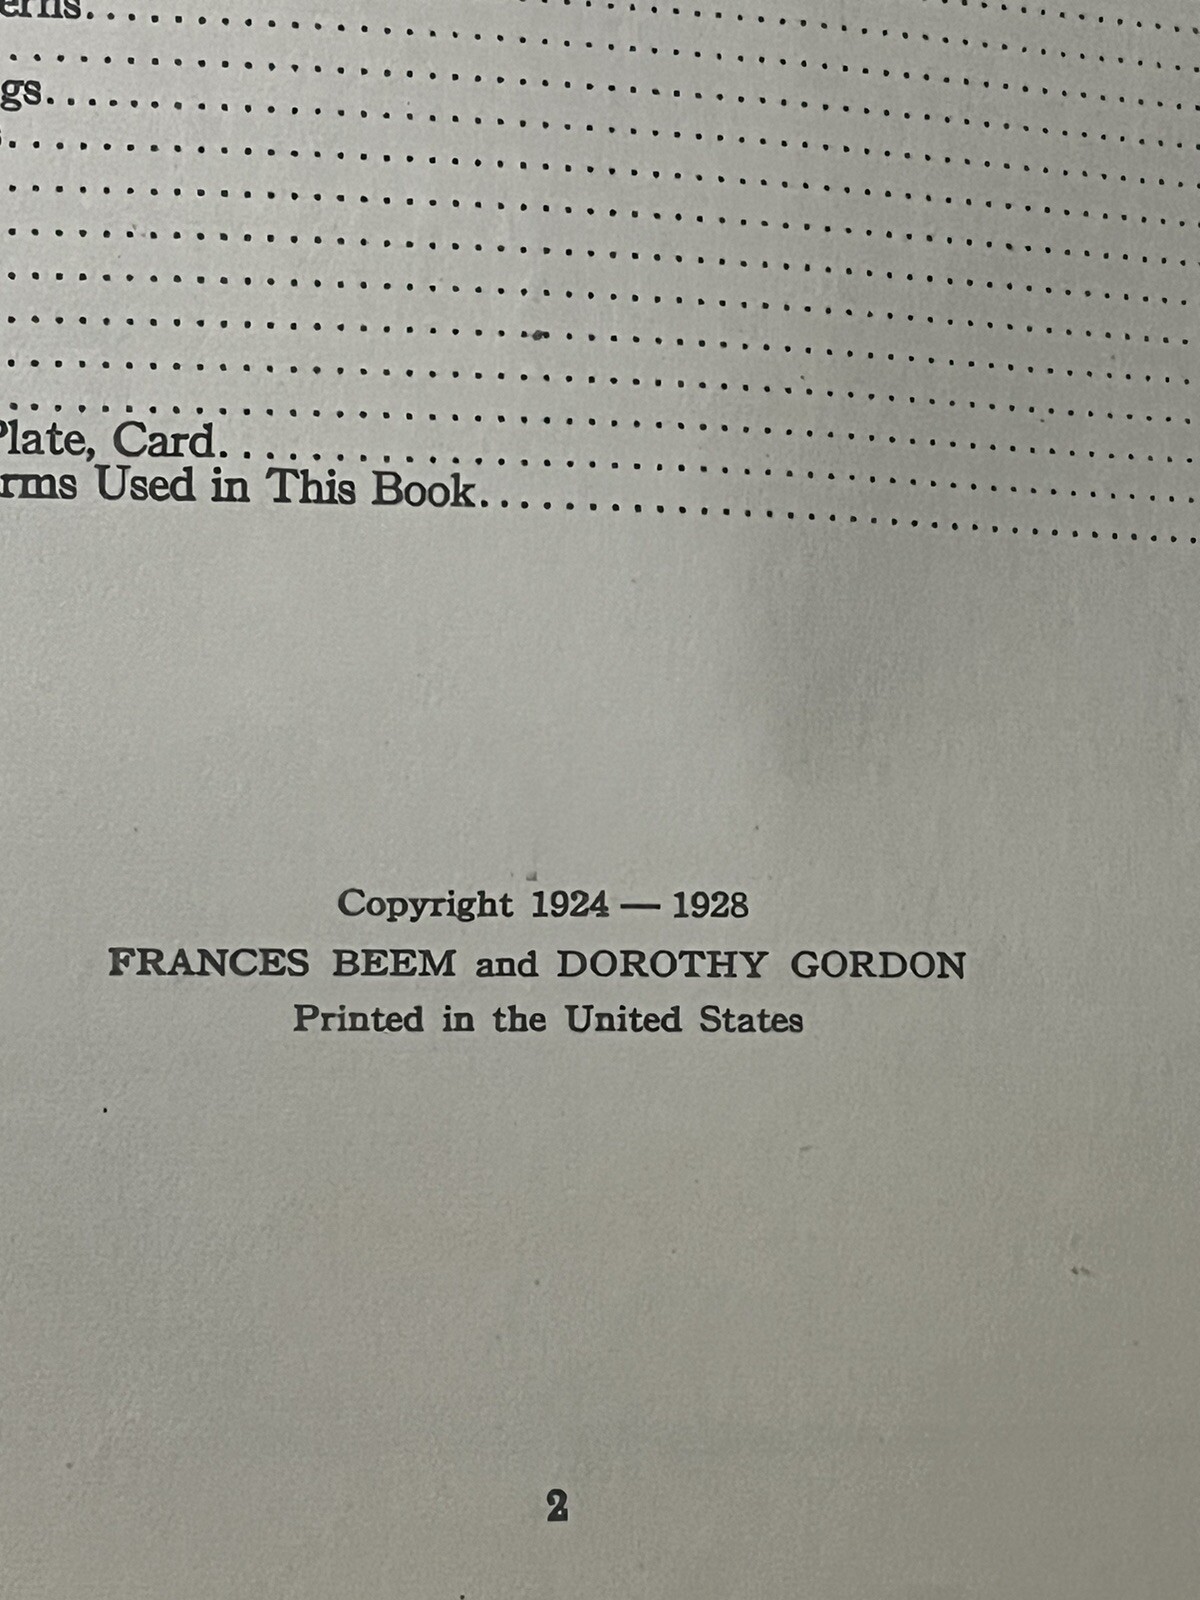 gs
Plate, Card
rms Used in This Book
Copyright 1924 — 1928
FRANCES BEEM and DOROTHY GORDON
Printed in the United States
2